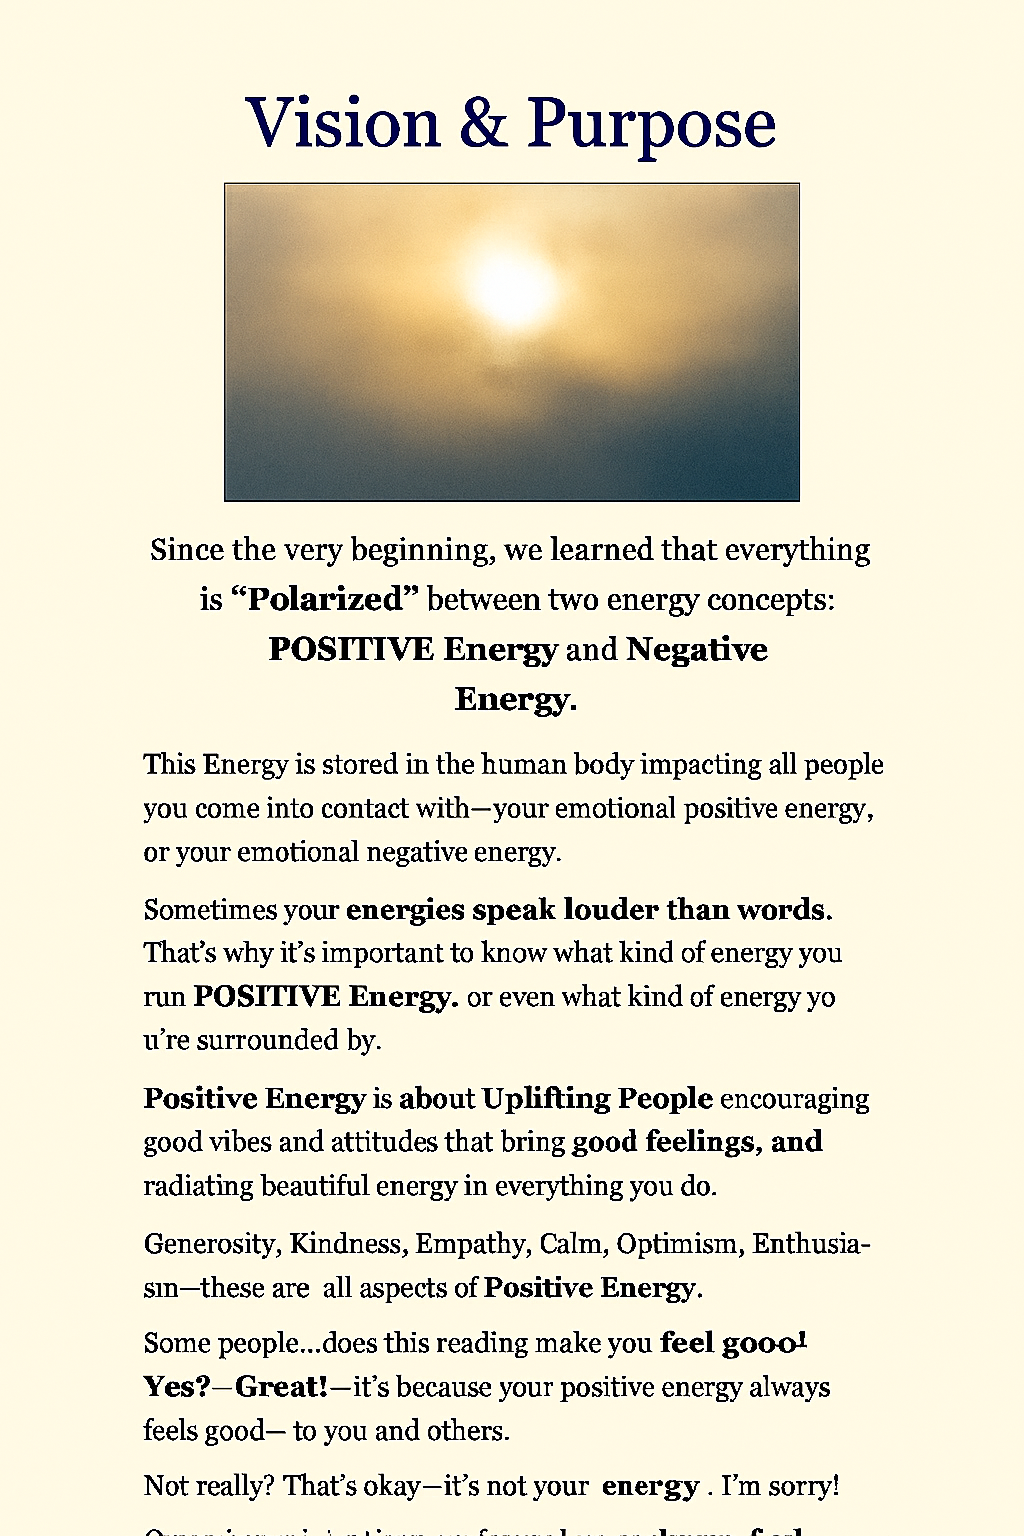 Vision & Purpose
Since the very beginning, we learned that everything
is “Polarized” between two energy concepts:
POSITIVE Energy and Negative
Energy.
This Energy is stored in the human body impacting all people
you come into contact with—your emotional positive energy,
or your emotional negative energy.
Sometimes your energies speak louder than words.
That’s why it’s important to know what kind of energy you
run POSITIVE Energy. or even what kind of energy yo
u’re surrounded by.
Positive Energy is about Uplifting People encouraging
good vibes and attitudes that bring good feelings, and
radiating beautiful energy in everything you do.
Generosity, Kindness, Empathy, Calm, Optimism, Enthusia-
sın—these are all aspects of Positive Energy.
Some people...does this reading make you feel
Yes?—Great!—it’s because your positive energy always
feels good— to you and others.
Not really? That’s okay—it’s not your energy . I’m sorry!